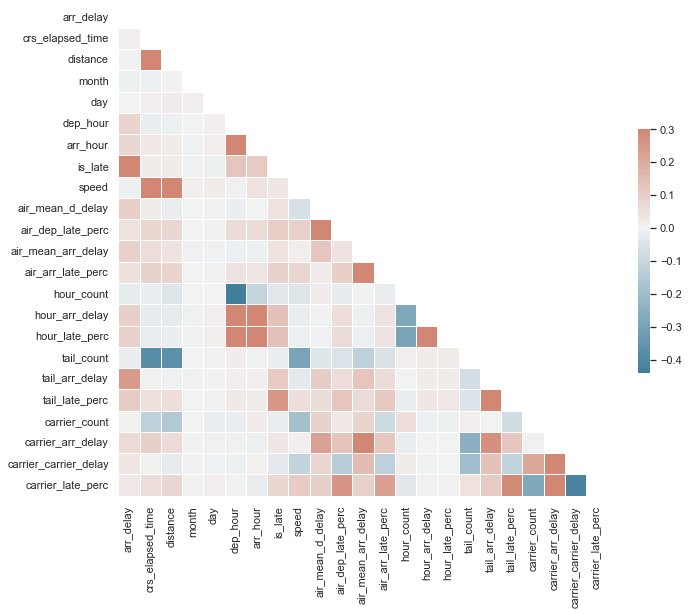 arr_delay
crs_elapsed_time
distance
month
day
dep_hour
arr_hour
is_late
speed
air_mean_d_delay
air_dep_late_perc
air_mean_arr_delay
air_arr_late_perc
hour_count
hour_arr_delay
hour_late_perc
tail_count
tail_arr_delay
tail_late_perc
carrier_count
carrier_arr_delay
carrier_carrier_delay
carrier_late_perc
arr_delay
crs_elapsed_time
distance
month
day
dep_hour
arr_hour
is_late
speed
air_mean_d_delay
air_dep_late_perc
air_mean_arr_delay
air_arr_late_perc
hour_count
hour_arr_delay
hour_late_perc
tail_count
tail_arr_delay
tail_late_perc
carrier_count
carrier_arr_delay
carrier_carrier_delay
carrier_late_perc
0.3
0.2
0.1
0.0
−0.1
−0.2
−0.3
−0.4